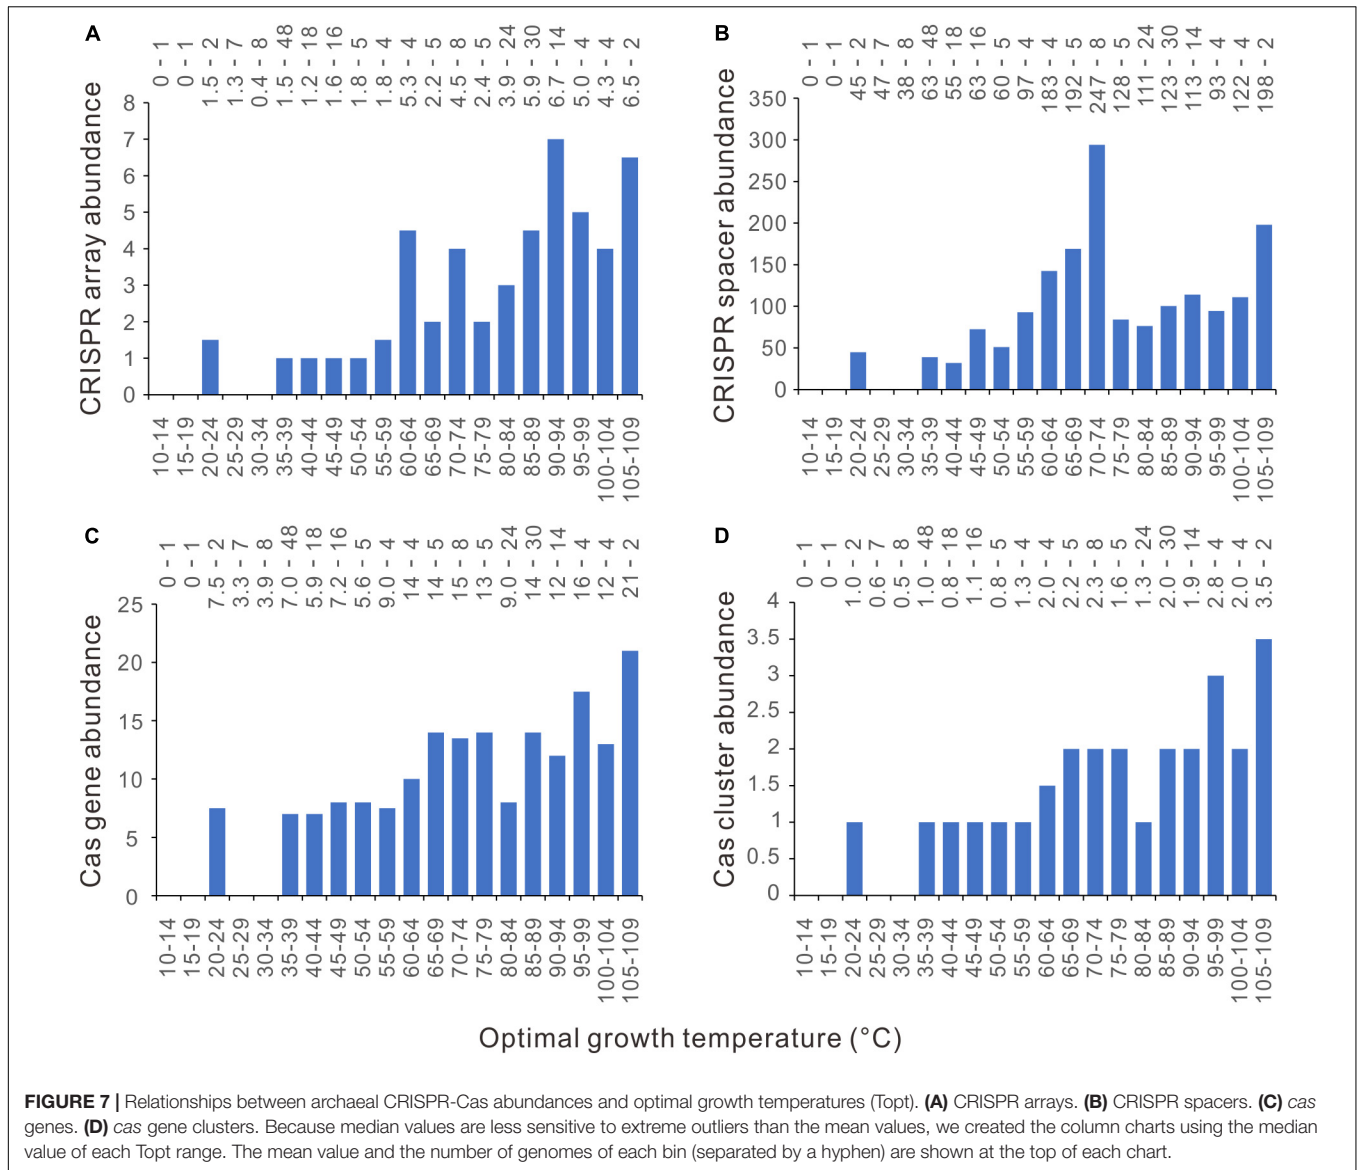 A
0 - 1
0 - 1
1.5 - 2
1.3 - 7
0.4 - 8
1.5 - 48
1.2 - 18
1.6 - 16
1.8 - 5
1.8 - 4
5.3 - 4
2.2 - 5
4.5 - 8
2.4 - 5
3.9 - 24
5.9 - 30
6.7 - 14
5.0 - 4
4.3 - 4
6.5 - 2
CRISPR array abundance
8
7
6
5
4
3
2
1
0
10-14
15-19
20-24
25-29
30-34
35-39
40-44
45-49
50-54
55-59
60-64
65-69
70-74
75-79
80-84
85-89
90-94
95-99
100-104
105-109
B
0 - 1
0 - 1
45 - 2
47 - 7
38 - 8
63 - 48
55 - 18
63 - 16
60 - 5
97 - 4
183 - 4
192 - 5
247 - 8
128 - 5
111 - 24
123 - 30
113 - 14
93 - 4
122 - 4
198 - 2
CRISPR spacer abundance
350
300
250
200
150
100
50
0
10-14
15-19
20-24
25-29
30-34
35-39
40-44
45-49
50-54
55-59
60-64
65-69
70-74
75-79
80-84
85-89
90-94
95-99
100-104
105-109
C
0 - 1
0 - 1
7.5 - 2
3.3 - 7
3.9 - 8
7.0 - 48
5.9 - 18
7.2 - 16
5.6 - 5
9.0 - 4
14 - 4
14 - 5
15 - 8
13 - 5
9.0 - 24
14 - 30
12 - 14
16 - 4
12 - 4
21 - 2
Cas gene abundance
25
20
15
10
5
0
10-14
15-19
20-24
25-29
30-34
35-39
40-44
45-49
50-54
55-59
60-64
65-69
70-74
75-79
80-84
85-89
90-94
95-99
100-104
105-109
D
0 - 1
0 - 1
1.0 - 2
0.6 - 7
0.5 - 8
1.0 - 48
0.8 - 18
1.1 - 16
0.8 - 5
1.3 - 4
2.0 - 4
2.2 - 5
2.3 - 8
1.6 - 5
1.3 - 24
2.0 - 30
1.9 - 14
2.8 - 4
2.0 - 4
3.5 - 2
Cas cluster abundance
4
3.5
3
2.5
2
1.5
1
0.5
0
10-14
15-19
20-24
25-29
30-34
35-39
40-44
45-49
50-54
55-59
60-64
65-69
70-74
75-79
80-84
85-89
90-94
95-99
100-104
105-109
Optimal growth temperature (°C)
FIGURE 7 | Relationships between archaeal CRISPR-Cas abundances and optimal growth temperatures (Topt). (A) CRISPR arrays. (B) CRISPR spacers. (C) cas
genes. (D) cas gene clusters. Because median values are less sensitive to extreme outliers than the mean values, we created the column charts using the median
value of each Topt range. The mean value and the number of genomes of each bin (separated by a hyphen) are shown at the top of each chart.